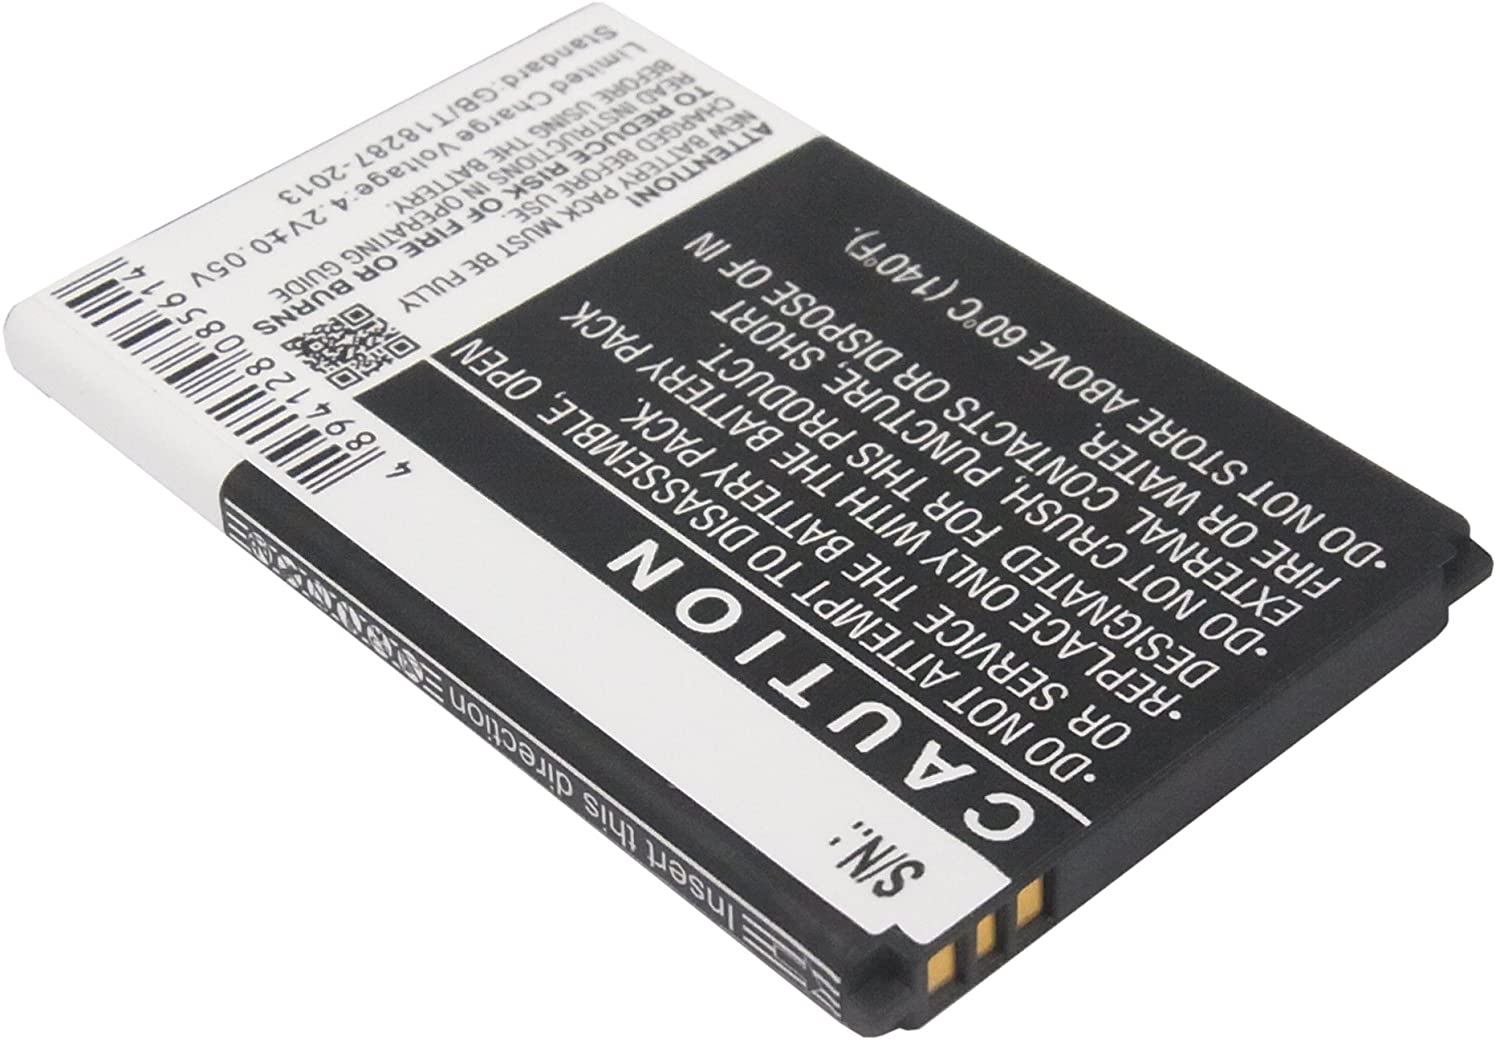 CAUTION
•DO NOT ATTEMPT TO DISASSEMBLE, OPEN
OR SERVICE THE BATTERY PACK.
•REPLACE ONLY WITH THE BATTERY PACK
DESIGNATED FOR THIS PRODUCT.
•DO NOT CRUSH, PUNCTURE, SHORT
EXTERNAL CONTACTS OR DISPOSE OF IN
FIRE OR WATER.
•DO NOT STORE ABOVE 60°C (140°F).
S/N.:
ATTENTION!
NEW BATTERY PACK MUST BE FULLY
CHARGED BEFORE USE.
TO REDUCE RISK OF FIRE OR BURNS
READ INSTRUCTIONS IN OPERATING GUIDE
BEFORE USING THE BATTERY.
Limited Charge Voltage:4.2V±0.05V
Standard:GB/T18287-2013
4 894128 085614
Insert this direction